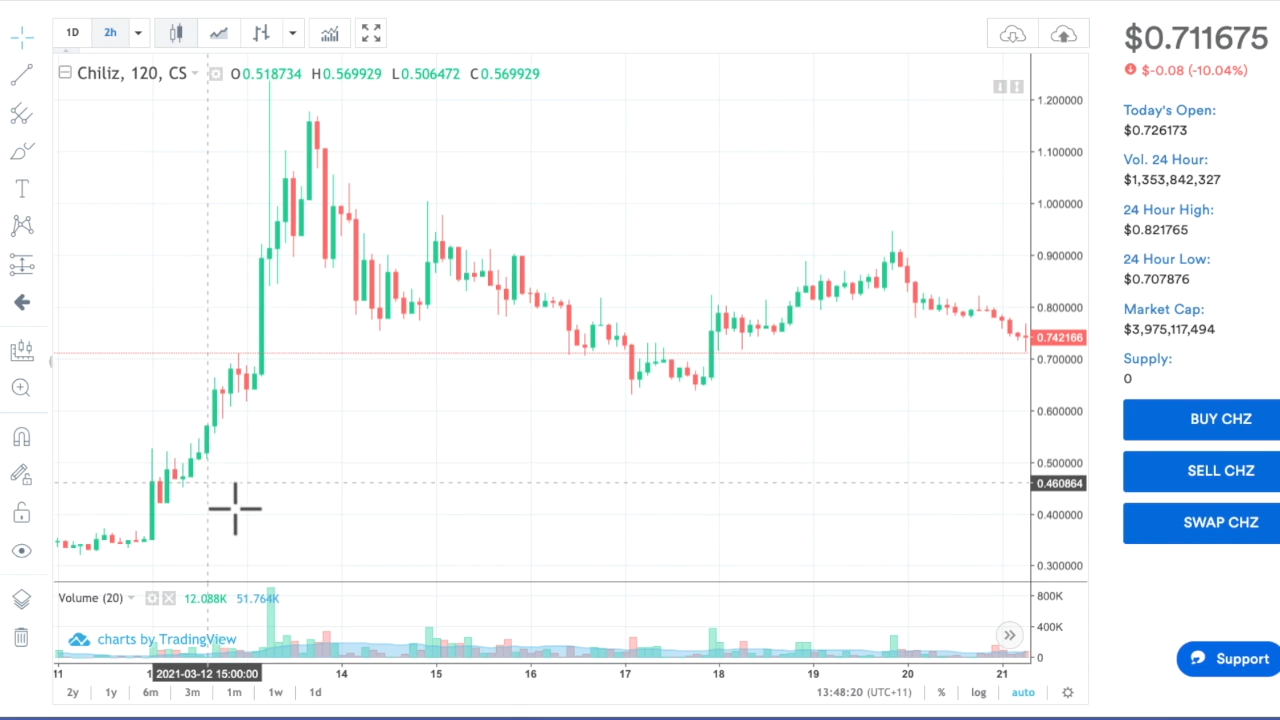 1D 2h
Chiliz, 120, CS O0.518734 H0.569929 L0.506472 C0.569929
1.200000
1.100000
1.000000
0.900000
0.800000
0.742166
0.700000
0.600000
0.500000
0.460864
0.400000
0.300000
Volume (20) 12.088K 51.764K
800K
400K
0
charts by TradingView
11 1 2021-03-12 15:00:00 14 15 16 17 18 19 20 21
2y 1y 6m 3m 1m 1w 1d 13:48:20 (UTC+11) % log auto
$0.711675
$-0.08 (-10.04%)
Today's Open:
$0.726173
Vol. 24 Hour:
$1,353,842,327
24 Hour High:
$0.821765
24 Hour Low:
$0.707876
Market Cap:
$3,975,117,494
Supply:
0
BUY CHZ
SELL CHZ
SWAP CHZ
Support